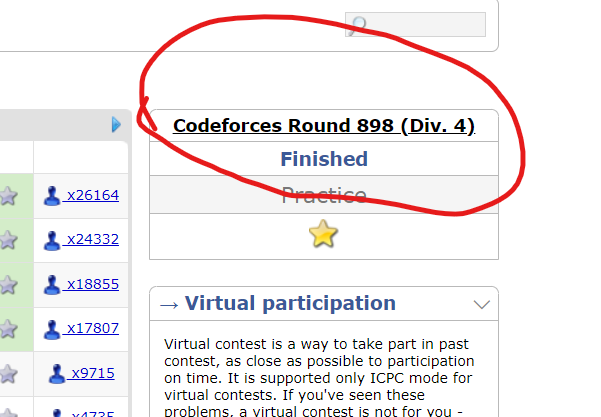 Codeforces Round 898 (Div. 4)
Finished
Practice
x26164
x24332
x18855
x17807
x9715
x4735
→ Virtual participation
Virtual contest is a way to take part in past
contest, as close as possible to participation
on time. It is supported only ICPC mode for
virtual contests. If you've seen these
problems, a virtual contest is not for you -